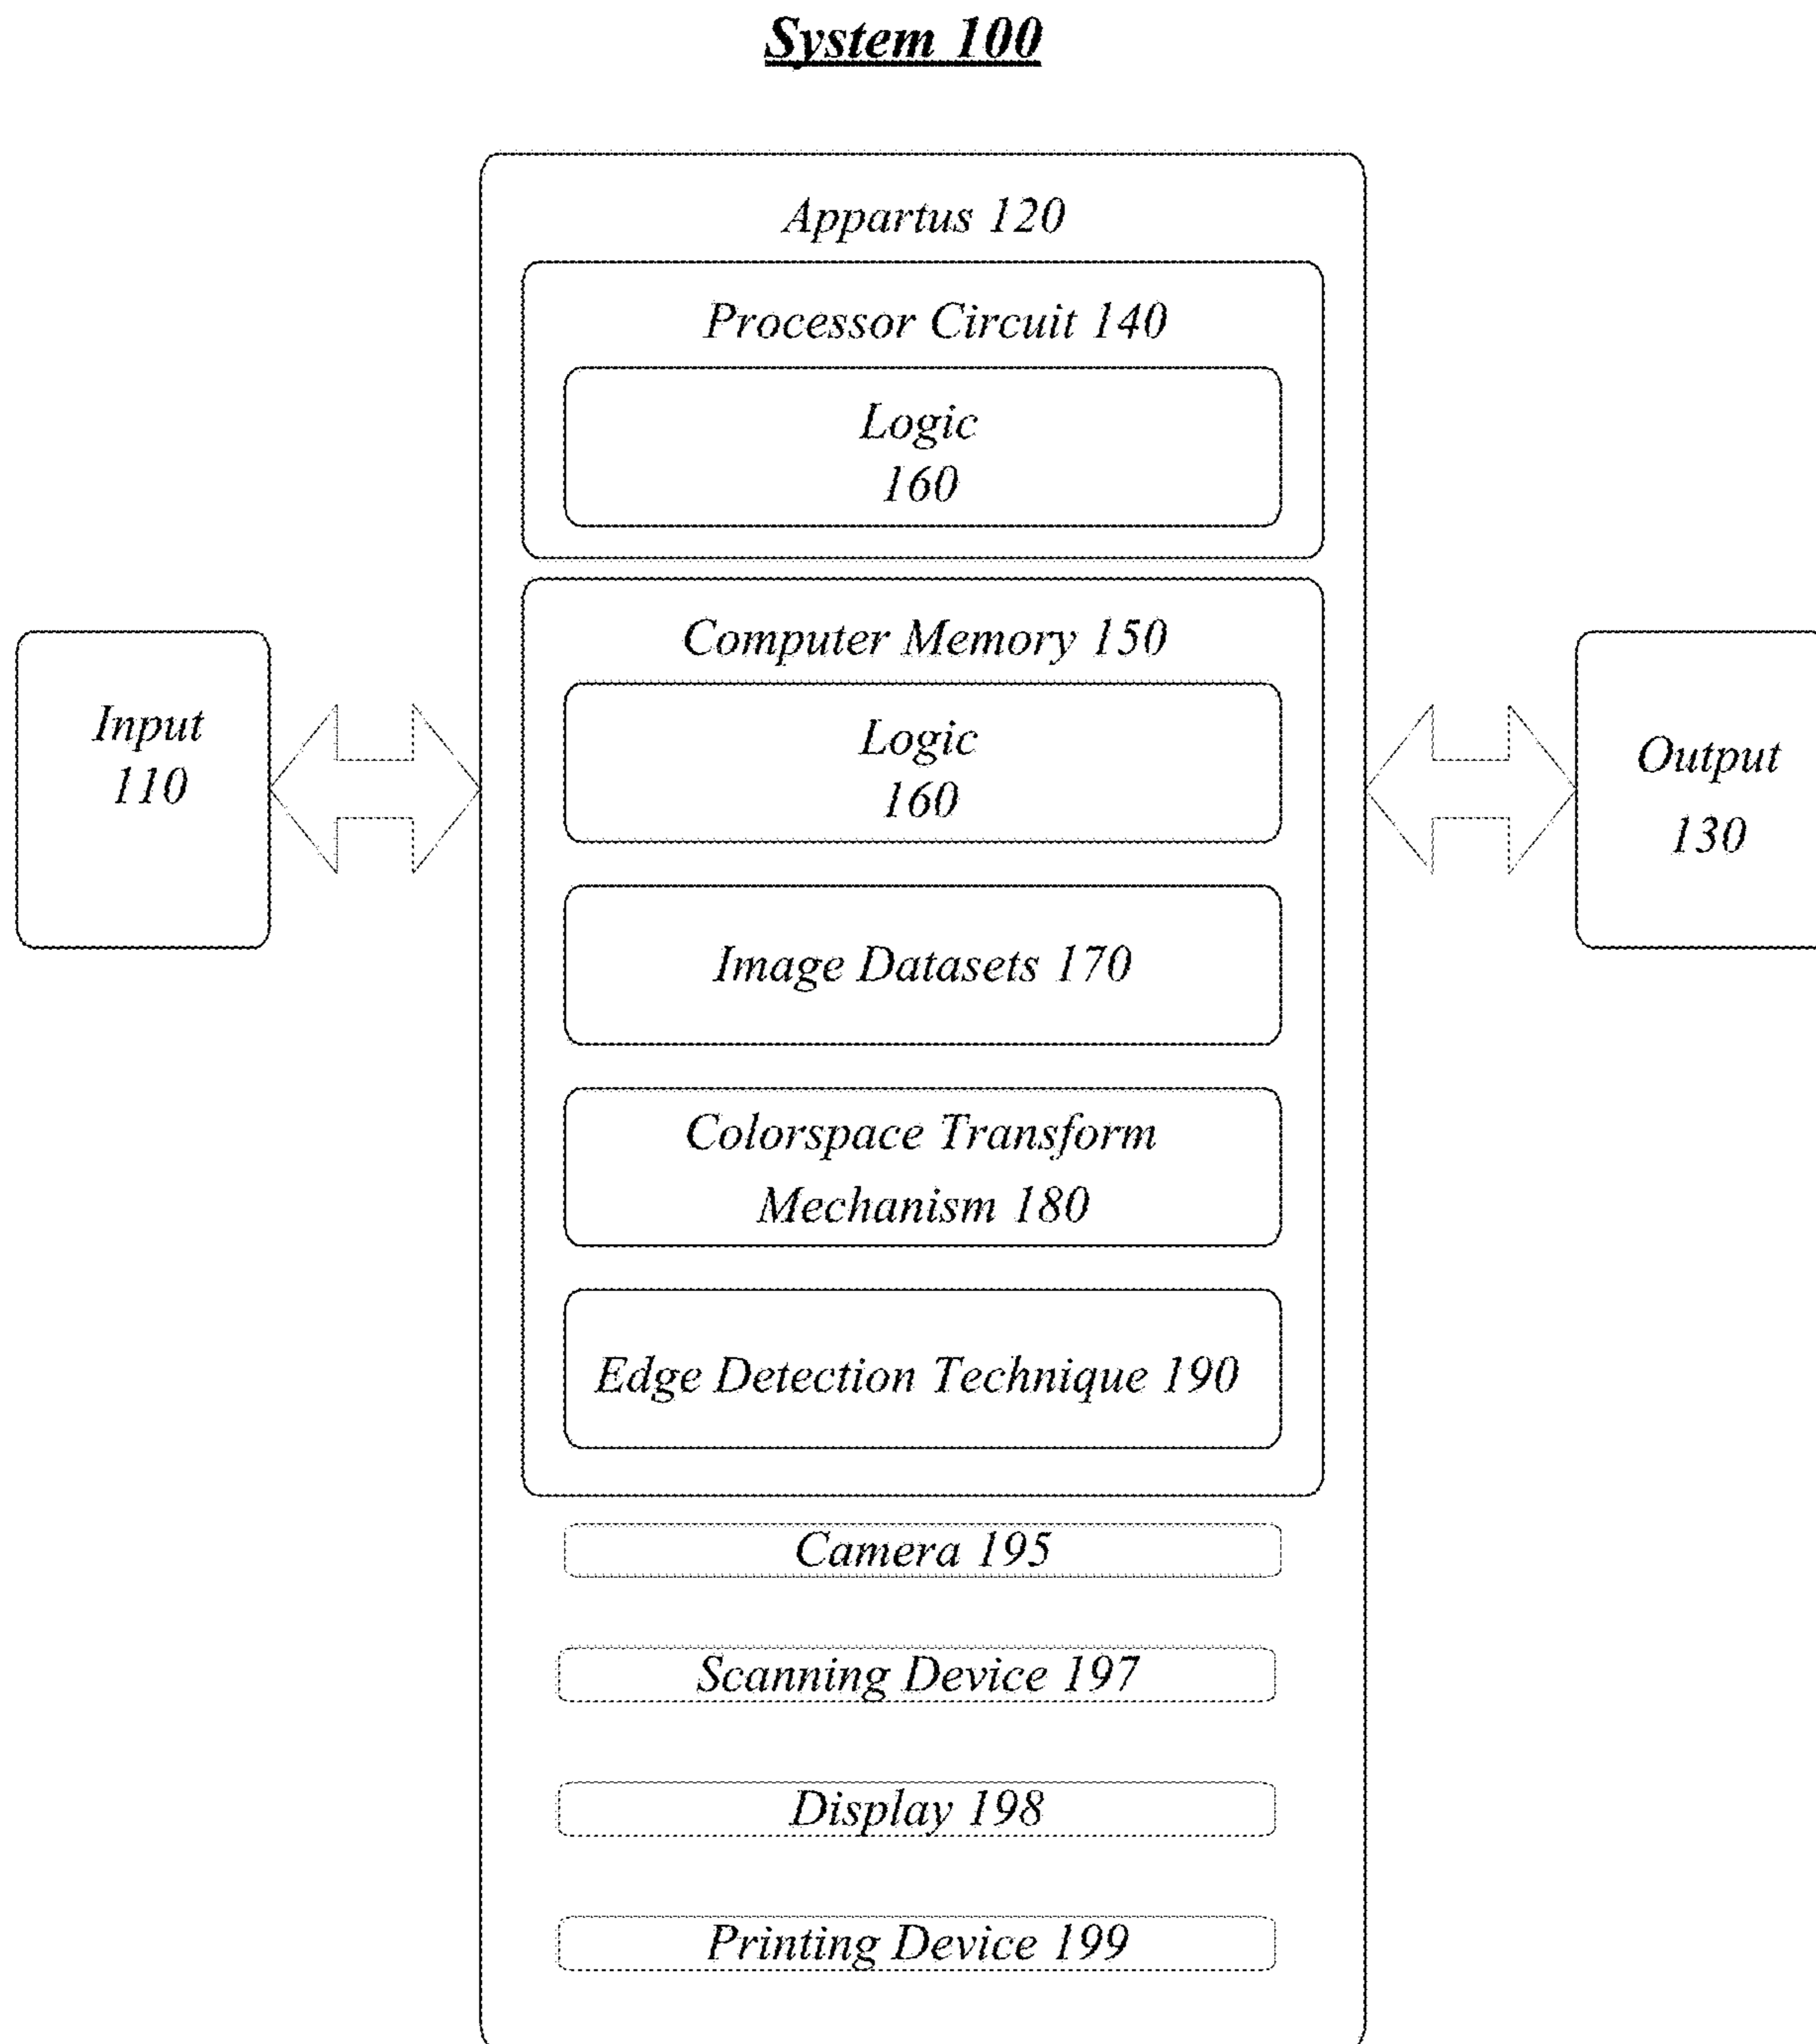 System 100
Appartus 120
Processor Circuit 140
Logic
160
Computer Memory 150
Logic
160
Input
110
Output
130
Image Datasets 170
Colorspace Transform
Mechanism 180
Edge Detection Technique 190
Camera 195
Scanning Device 197
Display 198
Printing Device 199